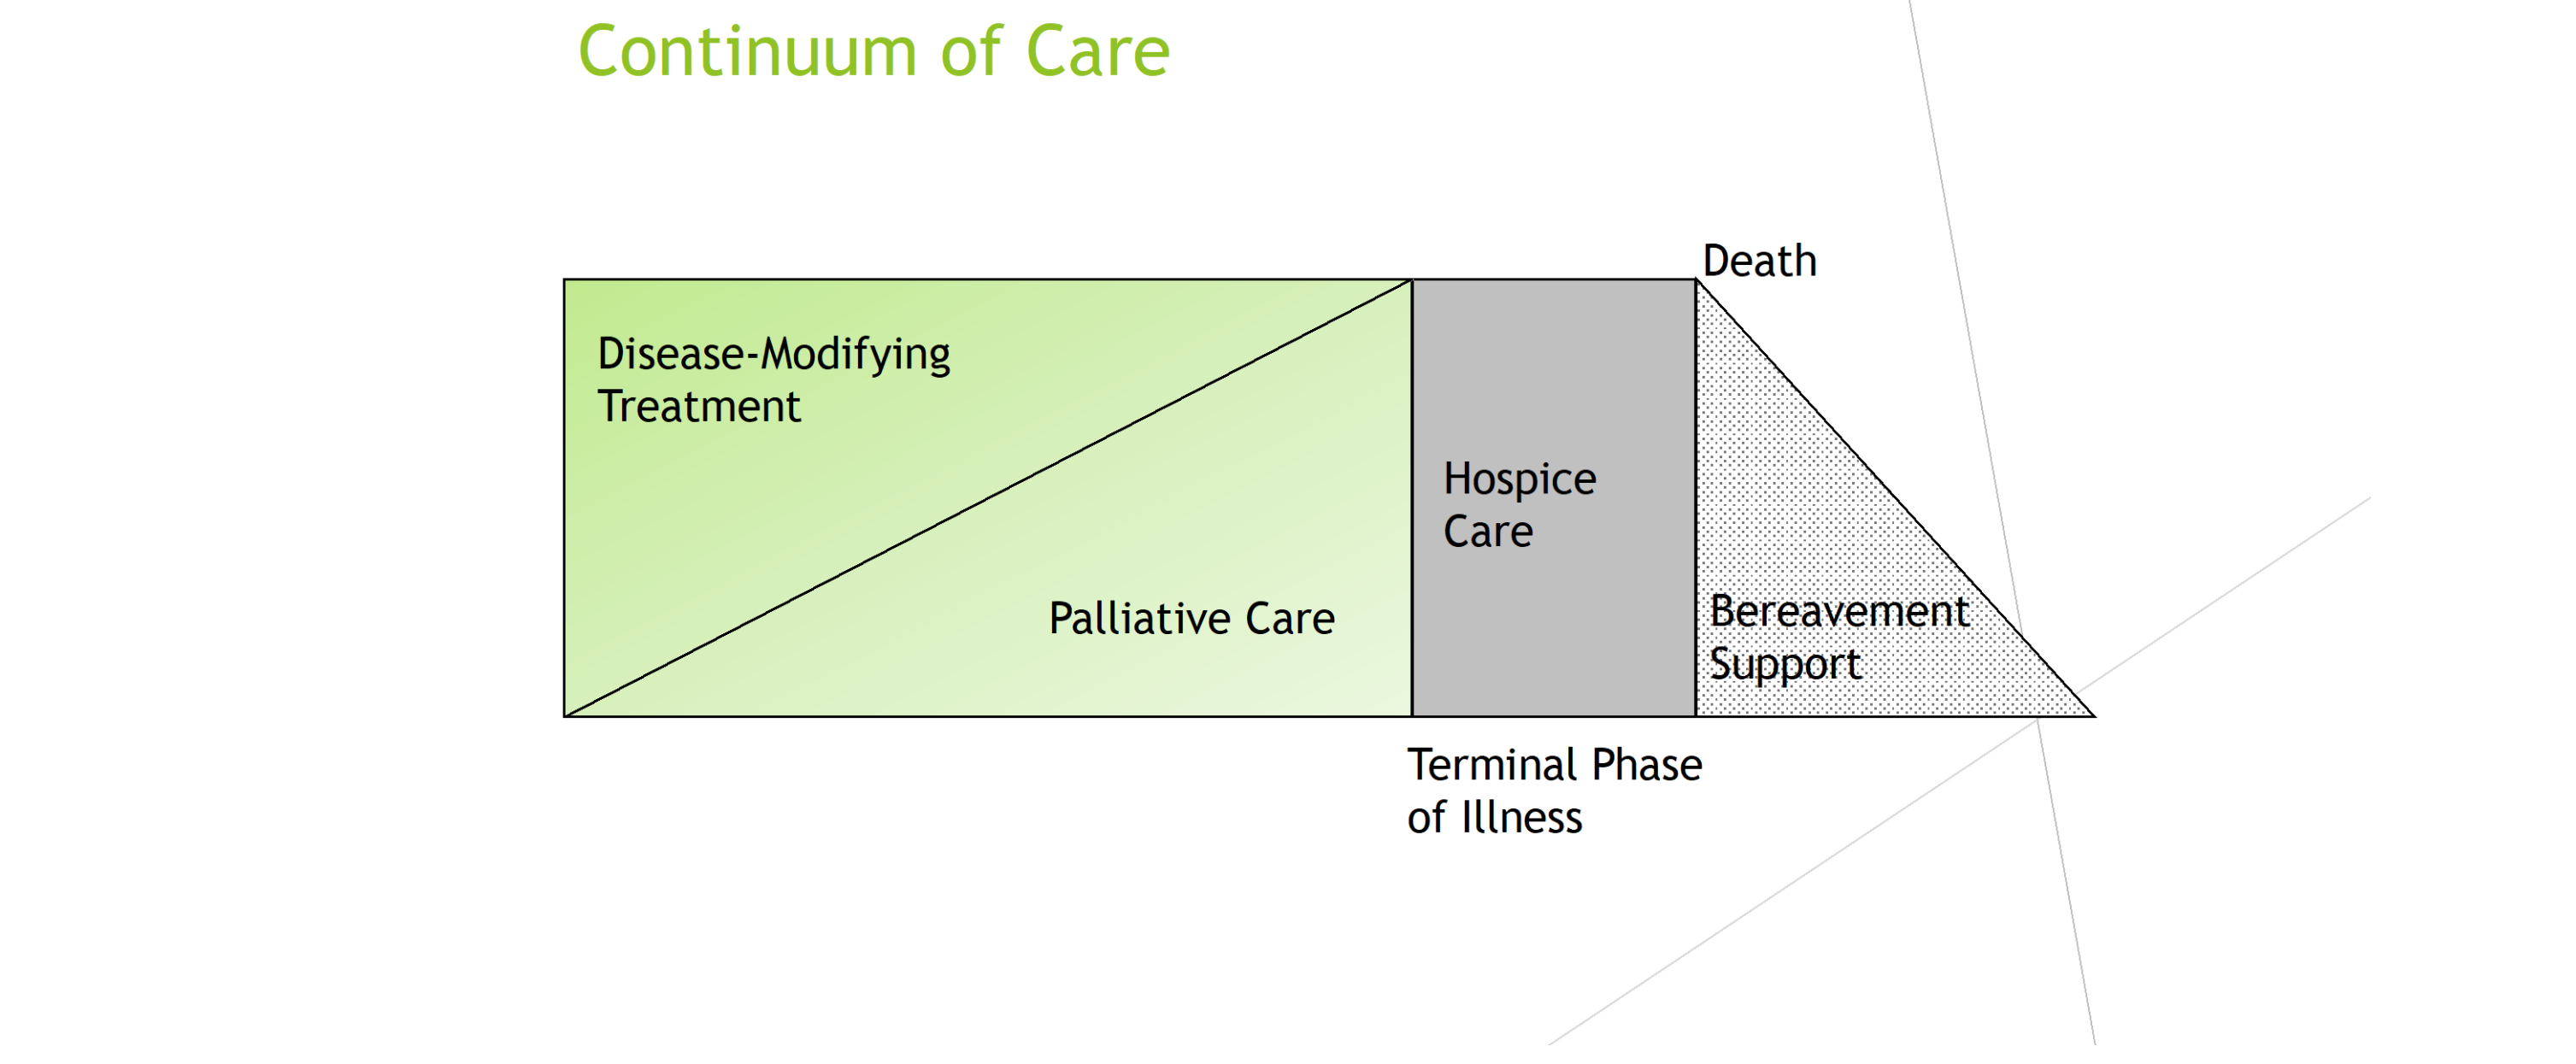 Continuum of Care
Death
Disease-Modifying
Treatment
Hospice
Care
Palliative Care
Bereavement
Support
Terminal Phase
of Illness